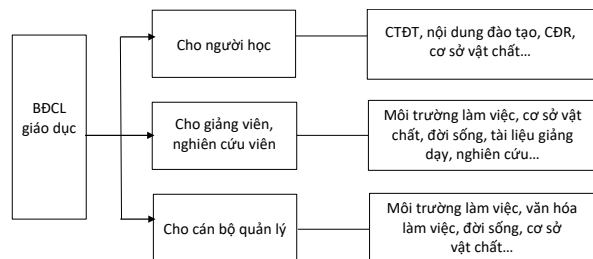 BĐCL
giáo dục
Cho người học
CTĐT, nội dung đào tạo, CĐR,
cơ sở vật chất…
Cho giảng viên,
nghiên cứu viên
Môi trường làm việc, cơ sở vật
chất, đời sống, tài liệu giảng
dạy, nghiên cứu…
Cho cán bộ quản lý
Môi trường làm việc, văn hóa
làm việc, đời sống, cơ sở
vật chất…